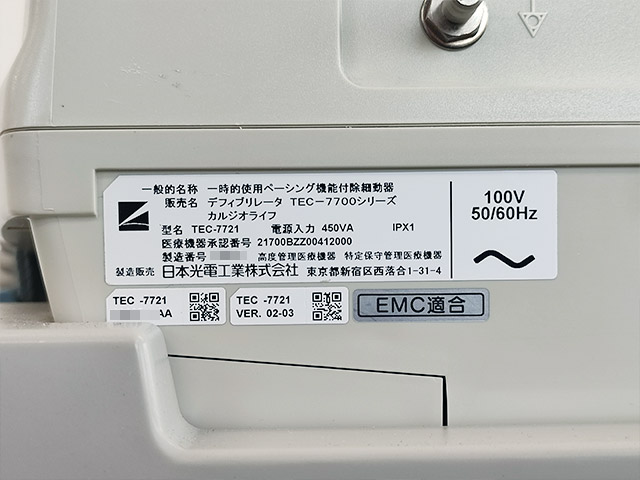 一般的名称 一時的使用ペーシング機能付除細動器
販売名 デフィブリレータ TEC-7700シリーズ
カルジオライフ
型名 TEC-7721 電源入力 450VA IPX1
医療機器承認番号 21700BZZ00412000
製造番号 高度管理医療機器 特定保守管理医療機器
製造販売 日本光電工業株式会社 東京都新宿区西落合1-31-4
100V
50/60Hz
TEC -7721
AA
TEC -7721
VER. 02-03
EMC適合